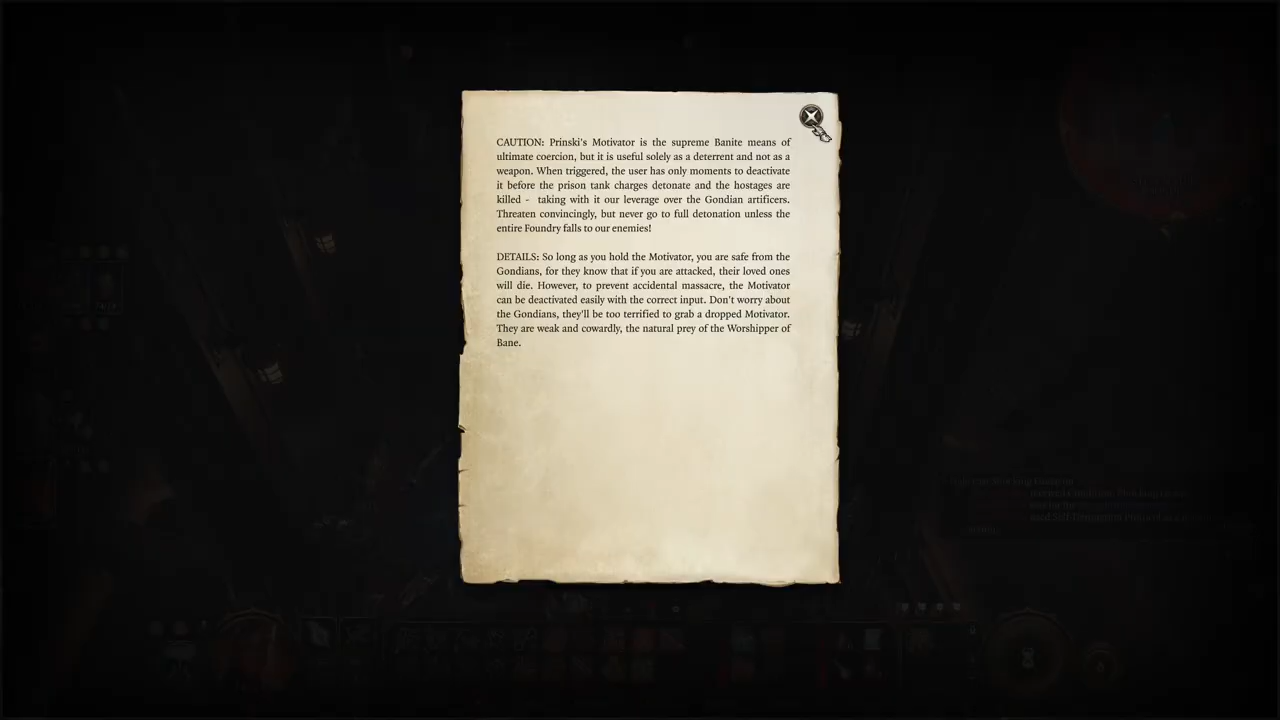 CAUTION: Prinski's Motivator is the supreme Banite means of
ultimate coercion, but it is useful solely as a deterrent and not as a
weapon. When triggered, the user has only moments to deactivate
it before the prison tank charges detonate and the hostages are
killed - taking with it our leverage over the Gondian artificers.
Threaten convincingly, but never go to full detonation unless the
entire Foundry falls to our enemies!
DETAILS: So long as you hold the Motivator, you are safe from the
Gondians, for they know that if you are attacked, their loved ones
will die. However, to prevent accidental massacre, the Motivator
can be deactivated easily with the correct input. Don't worry about
the Gondians, they'll be too terrified to grab a dropped Motivator.
They are weak and cowardly, the natural prey of the Worshipper of
Bane.